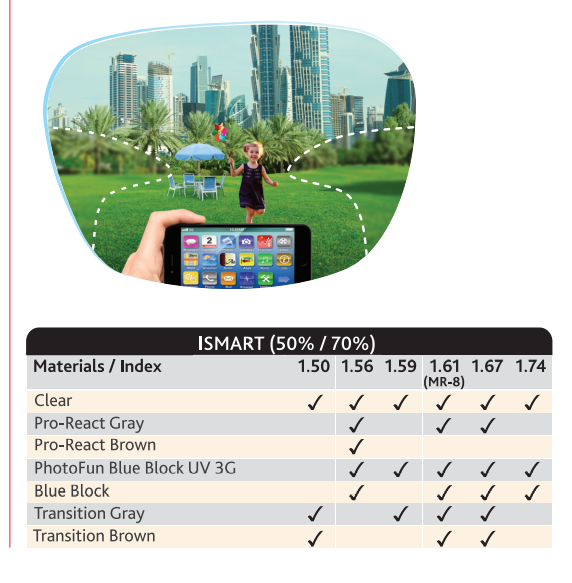 ISMART (50% / 70%)
Materials / Index 1.50 1.56 1.59 1.61 1.67 1.74
(MR-8)
Clear ✓ ✓ ✓ ✓ ✓ ✓
Pro-React Gray ✓ ✓ ✓
Pro-React Brown ✓
PhotoFun Blue Block UV 3G ✓ ✓ ✓ ✓ ✓
Blue Block ✓ ✓ ✓ ✓
Transition Gray ✓ ✓ ✓ ✓
Transition Brown ✓ ✓ ✓